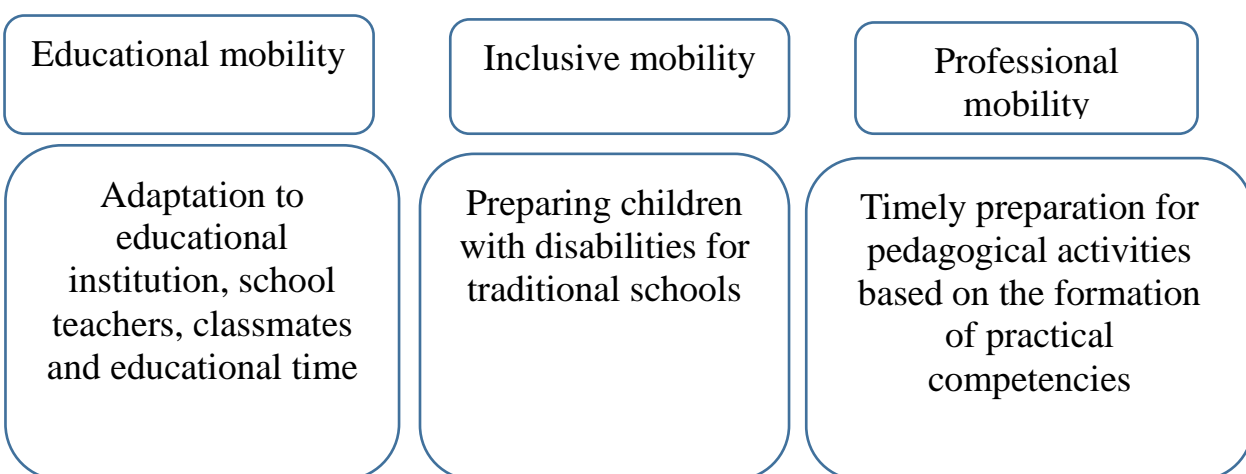 Educational mobility
Inclusive mobility
Professional
mobility
Adaptation to
educational
institution, school
teachers, classmates
and educational time
Preparing children
with disabilities for
traditional schools
Timely preparation for
pedagogical activities
based on the formation
of practical
competencies